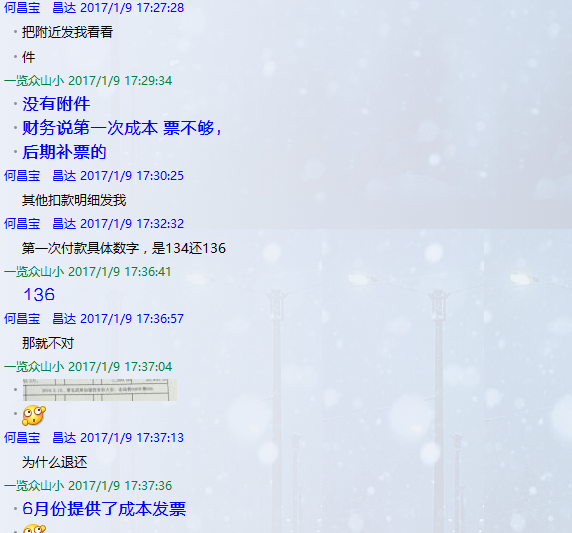 何昌宝 昌达 2017/1/9 17:27:28
把附近发我看看
件
一览众山小 2017/1/9 17:29:34
没有附件
财务说第一次成本 票不够，
后期补票的
何昌宝 昌达 2017/1/9 17:30:25
其他扣款明细发我
何昌宝 昌达 2017/1/9 17:32:32
第一次付款具体数字，是134还136
一览众山小 2017/1/9 17:36:41
136
何昌宝 昌达 2017/1/9 17:36:57
那就不对
一览众山小 2017/1/9 17:37:04
何昌宝 昌达 2017/1/9 17:37:13
为什么退还
一览众山小 2017/1/9 17:37:36
6月份提供了成本发票